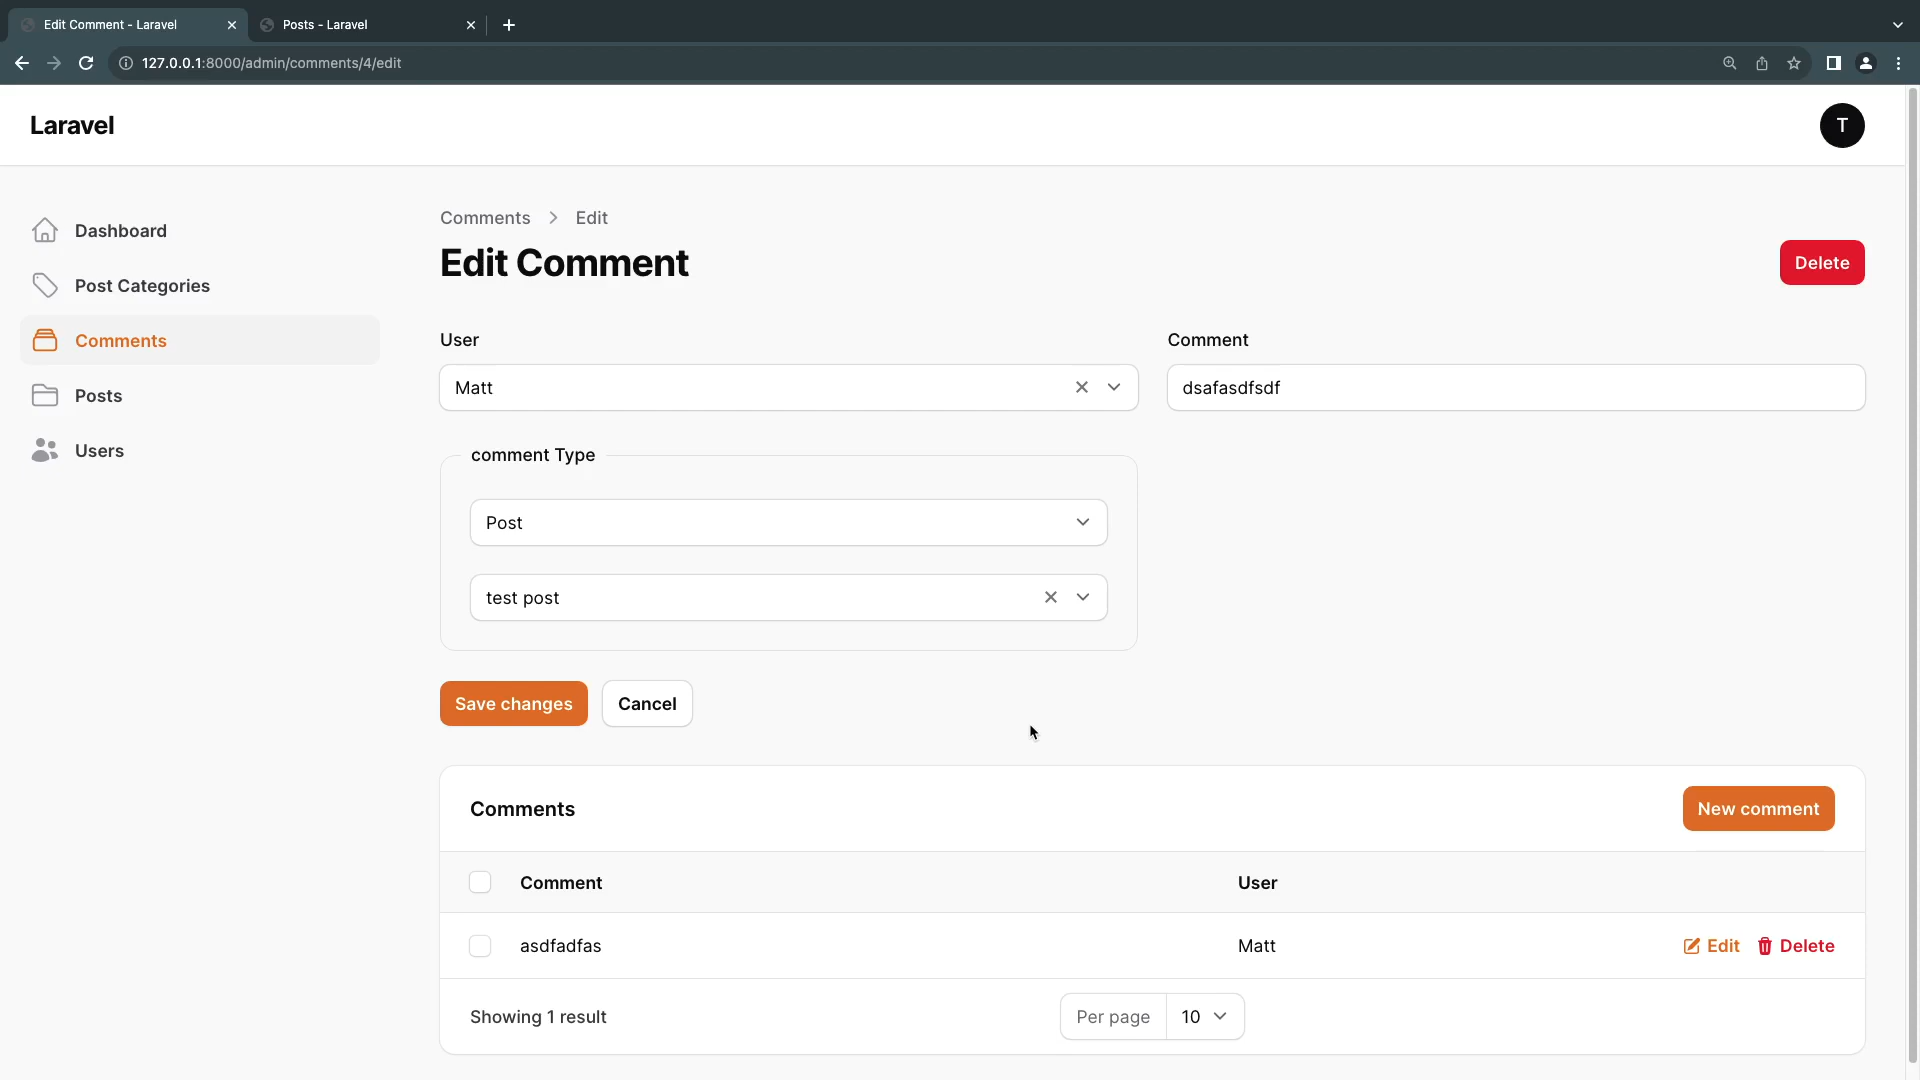 Edit Comment - Laravel
Posts - Laravel
127.0.0.1:8000/admin/comments/4/edit
Laravel
T
Dashboard
Post Categories
Comments
Posts
Users
Comments > Edit
Edit Comment
Delete
User
Comment
Matt
dsafasdfsdf
comment Type
Post
test post
Save changes
Cancel
Comments
New comment
Comment
User
asdfadfas
Matt
Edit
Delete
Showing 1 result
Per page
10